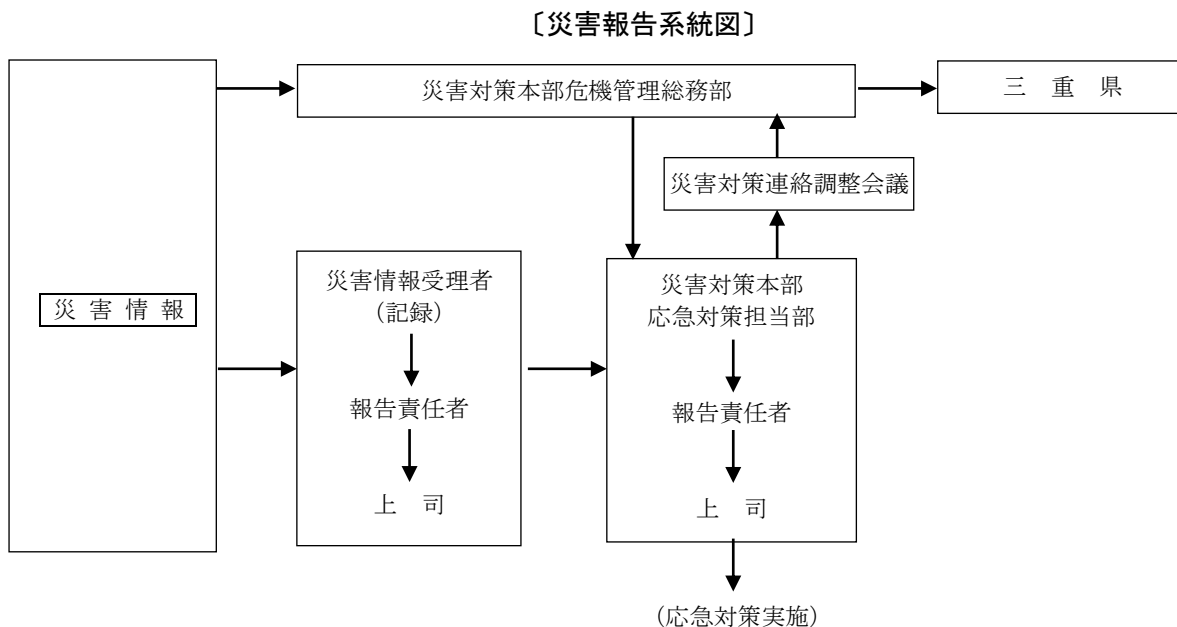 〔災害報告系統図〕
災害対策本部危機管理総務部
三 重 県
災害対策連絡調整会議
災 害 情 報
災害情報受理者
（記録）
報告責任者
上 司
災害対策本部
応急対策担当部
報告責任者
上 司
（応急対策実施）